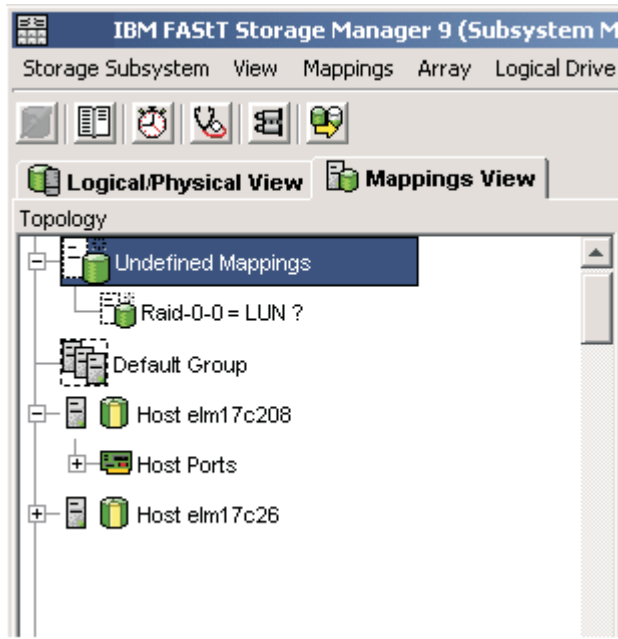 IBM FAStT Storage Manager 9 (Subsystem M
Storage Subsystem View Mappings Array Logical Drive
Logical/Physical View Mappings View
Topology
Undefined Mappings
Raid-0-0 = LUN ?
Default Group
Host elm17c208
Host Ports
Host elm17c26